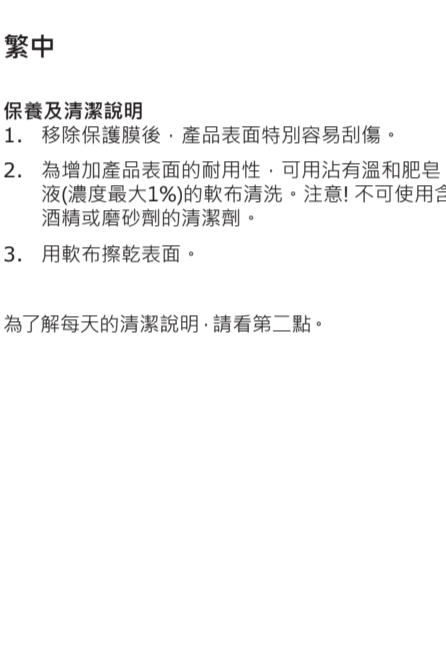 繁中
保養及清潔說明
1. 移除保護膜後，產品表面特別容易刮傷。
2. 為增加產品表面的耐用性，可用沾有溫和肥皂
液(濃度最大1%)的軟布清洗。注意! 不可使用含
酒精或磨砂劑的清潔劑。
3. 用軟布擦乾表面。
為了解每天的清潔說明，請看第二點。